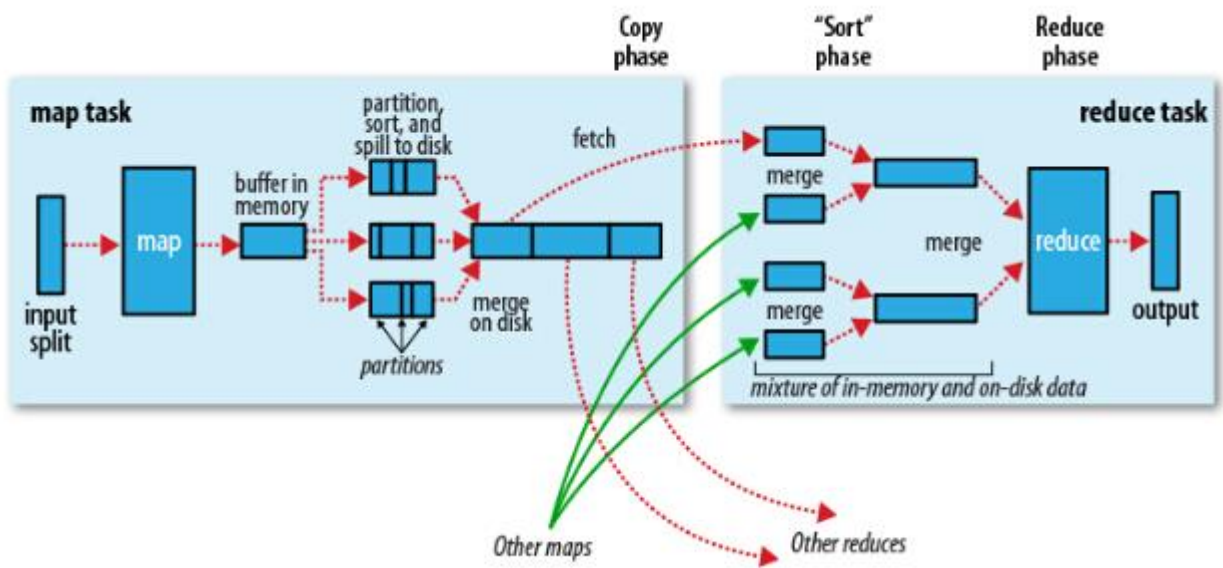 Copy
phase
“Sort”
phase
Reduce
phase
map task
partition,
sort, and
spill to disk
fetch
reduce task
buffer in
memory
merge
map
merge
reduce
input
split
merge
on disk
merge
output
partitions
mixture of in-memory and on-disk data
Other maps
Other reduces